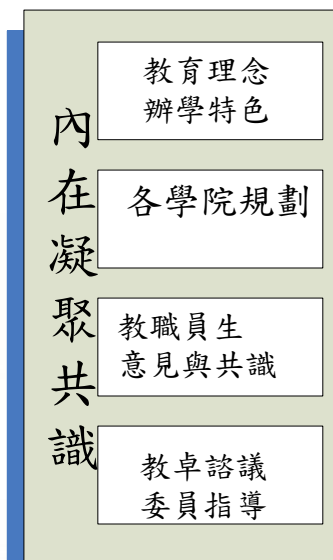 內在凝聚共識
教育理念
辦學特色
各學院規劃
教職員生
意見與共識
教卓諮議
委員指導